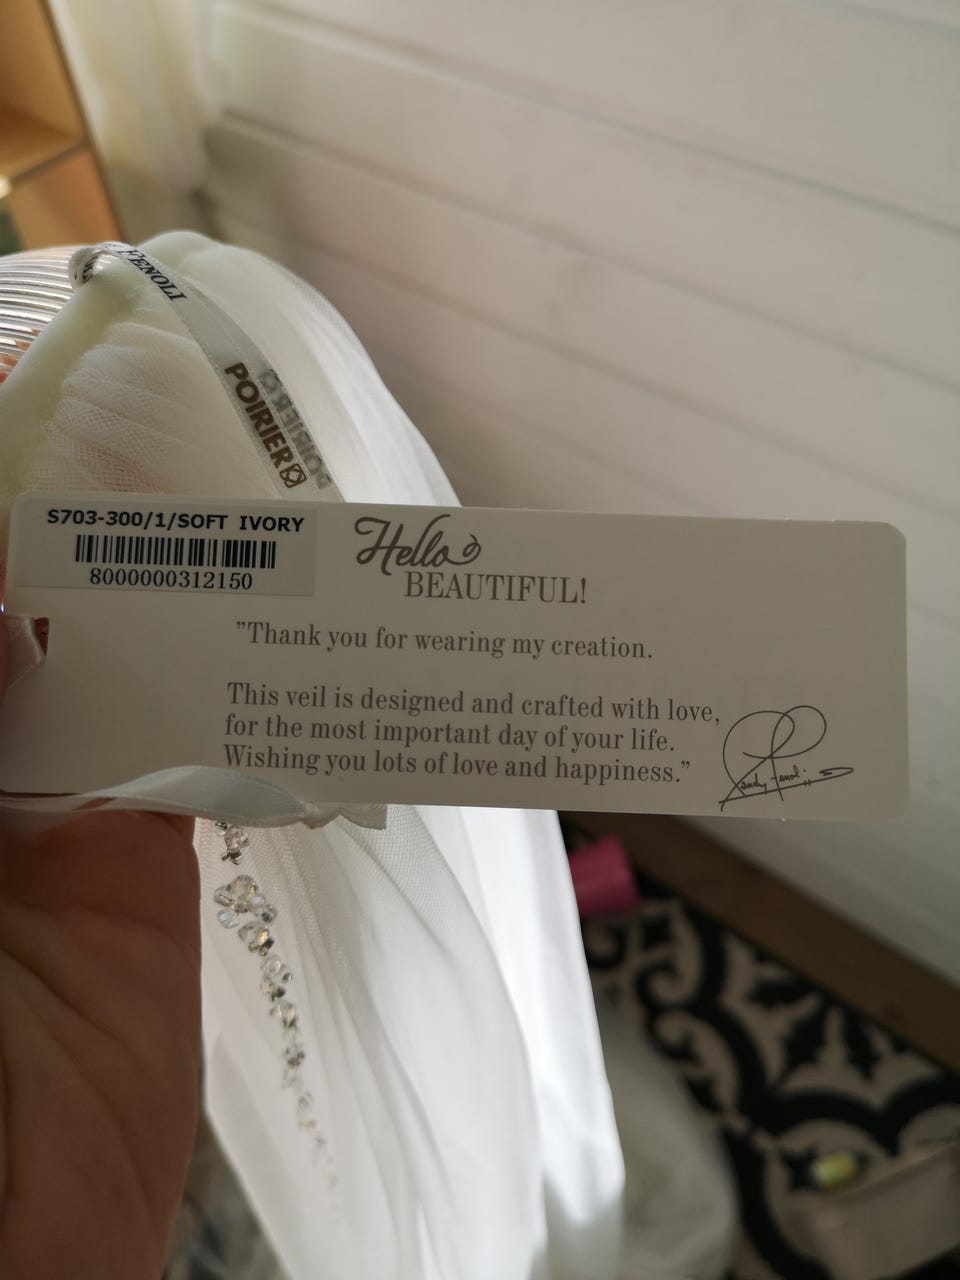 FENOLI
POIRIER
S703-300/1/SOFT IVORY
8000000312150
Hello
BEAUTIFUL!
"Thank you for wearing my creation.
This veil is designed and crafted with love,
for the most important day of your life.
Wishing you lots of love and happiness."